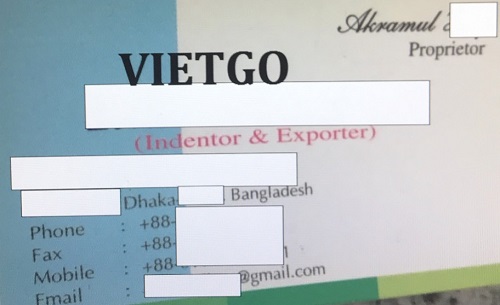 Akramul
Proprietor
VIETGO
(Indentor & Exporter)
Dhaka- Bangladesh
Phone : +88-
Fax : +88-
Mobile : +88-
Email : @gmail.com